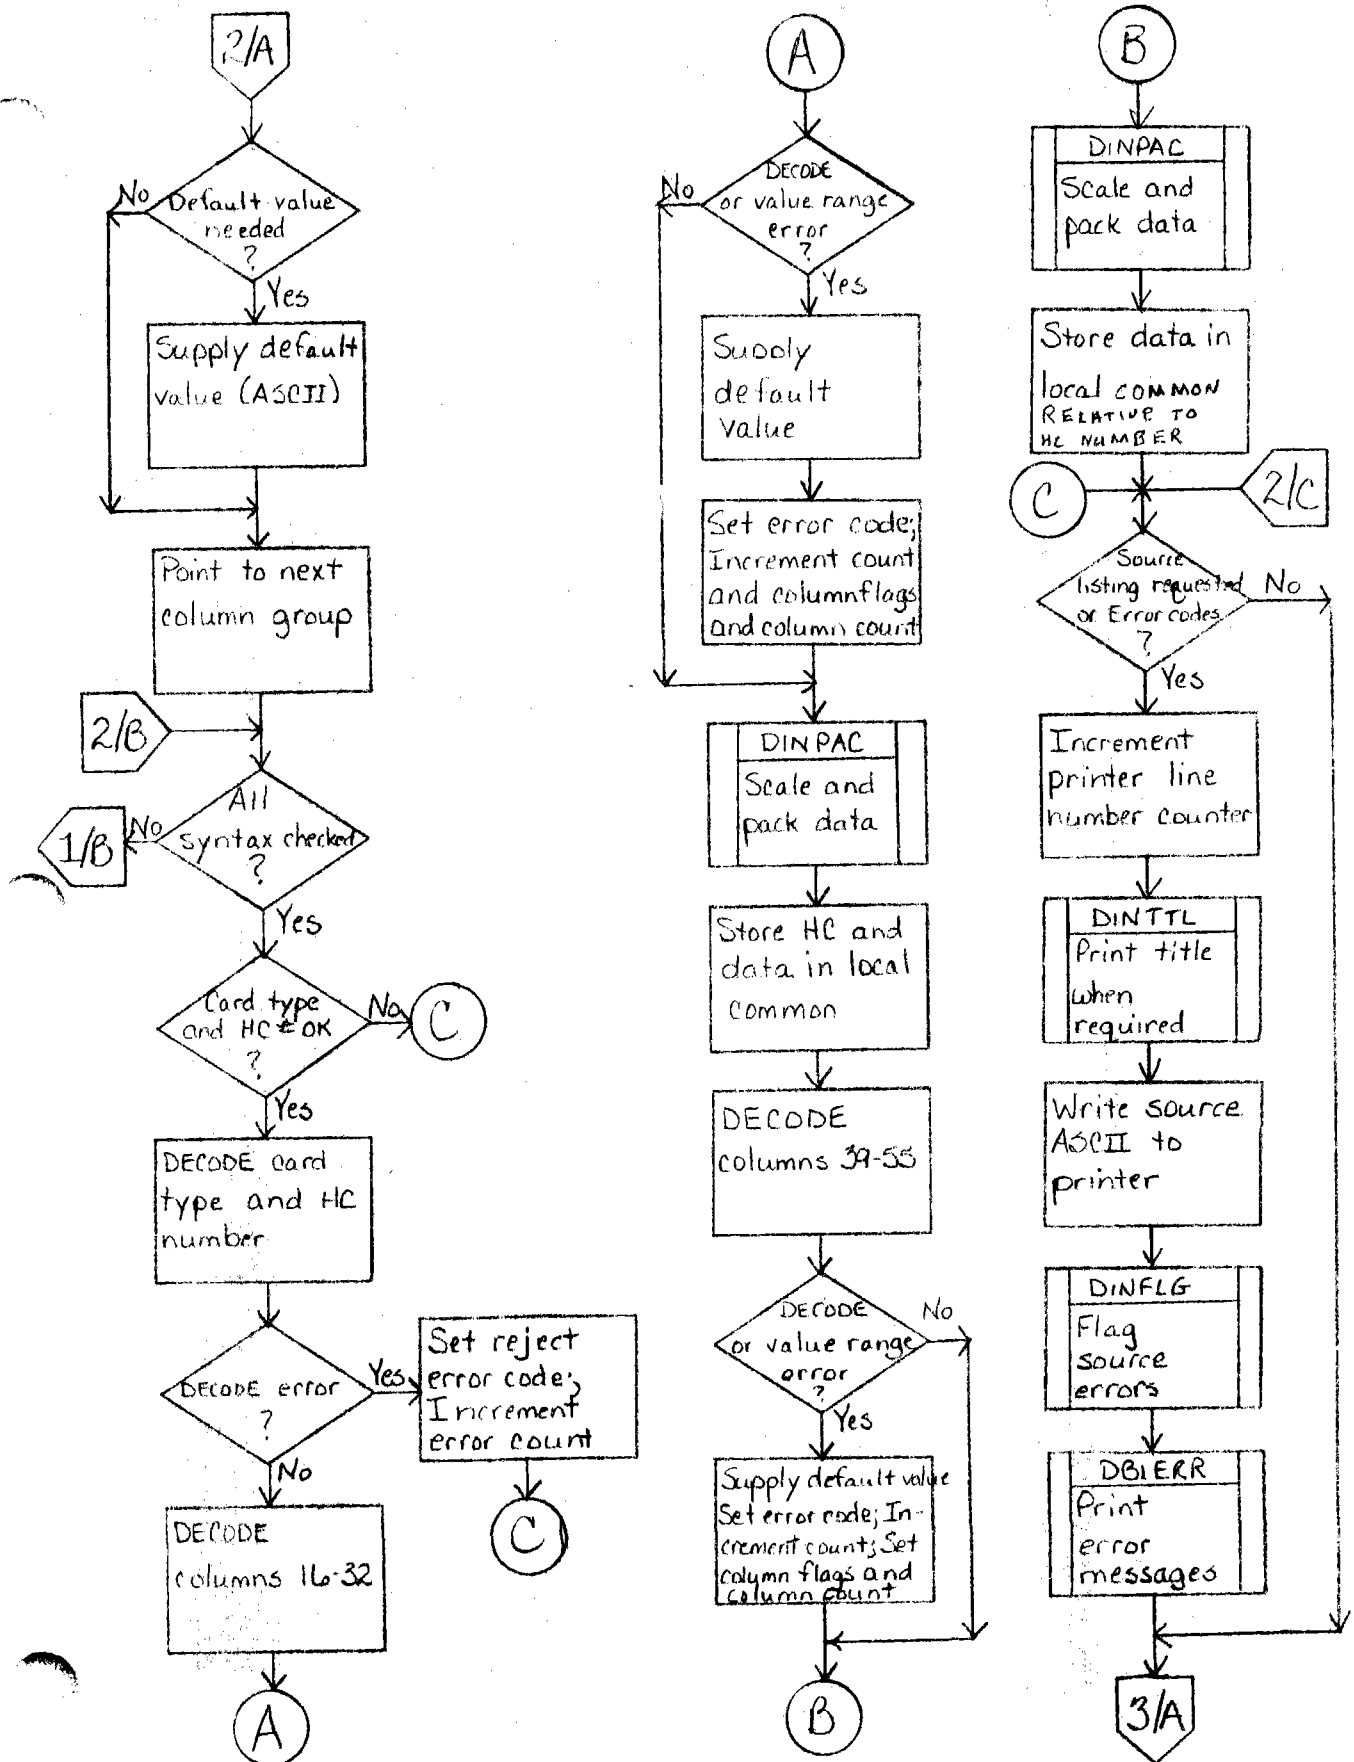 2/A
No
Default value
needed
?
Yes
Supply default
value (ASCII)
Point to next
column group
2/B
All
syntax checked
?
No
1/B
Yes
Card type
and HC # OK
?
No
C
Yes
DECODE card
type and HC
number
DECODE error
?
Yes
Set reject
error code;
Increment
error count
C
No
DECODE
columns 16-32
A
A
DECODE
or value range
error
?
No
Yes
Supply
default
value
Set error code;
Increment count
and column flags
and column count
DINPAC
Scale and
pack data
Store HC and
data in local
common
DECODE
columns 39-55
DECODE
or value range
error
?
No
Yes
Supply default value
Set error code; In-
crement count; Set
column flags and
column count
B
B
DINPAC
Scale and
pack data
Store data in
local COMMON
RELATIVE TO
HC NUMBER
C
2/C
Source
listing requested
or Error codes
?
No
Yes
Increment
printer line
number counter
DINTTL
Print title
when
required
Write source
ASCII to
printer
DINFLG
Flag
source
errors
DBIERR
Print
error
messages
3/A